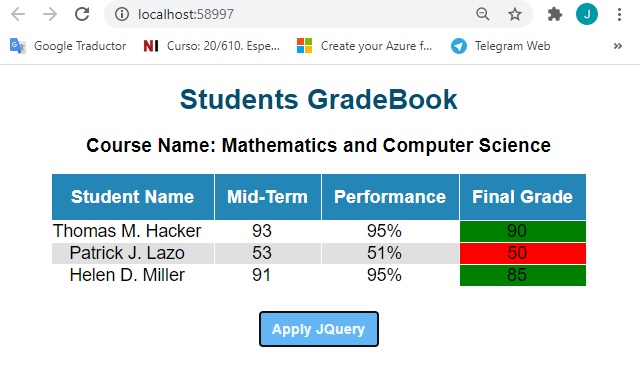 localhost:58997
J
Google Traductor NI Curso: 20/610. Espe... Create your Azure f... Telegram Web »
Students GradeBook
Course Name: Mathematics and Computer Science
Student Name Mid-Term Performance Final Grade
Thomas M. Hacker 93 95% 90
Patrick J. Lazo 53 51% 50
Helen D. Miller 91 95% 85
Apply JQuery